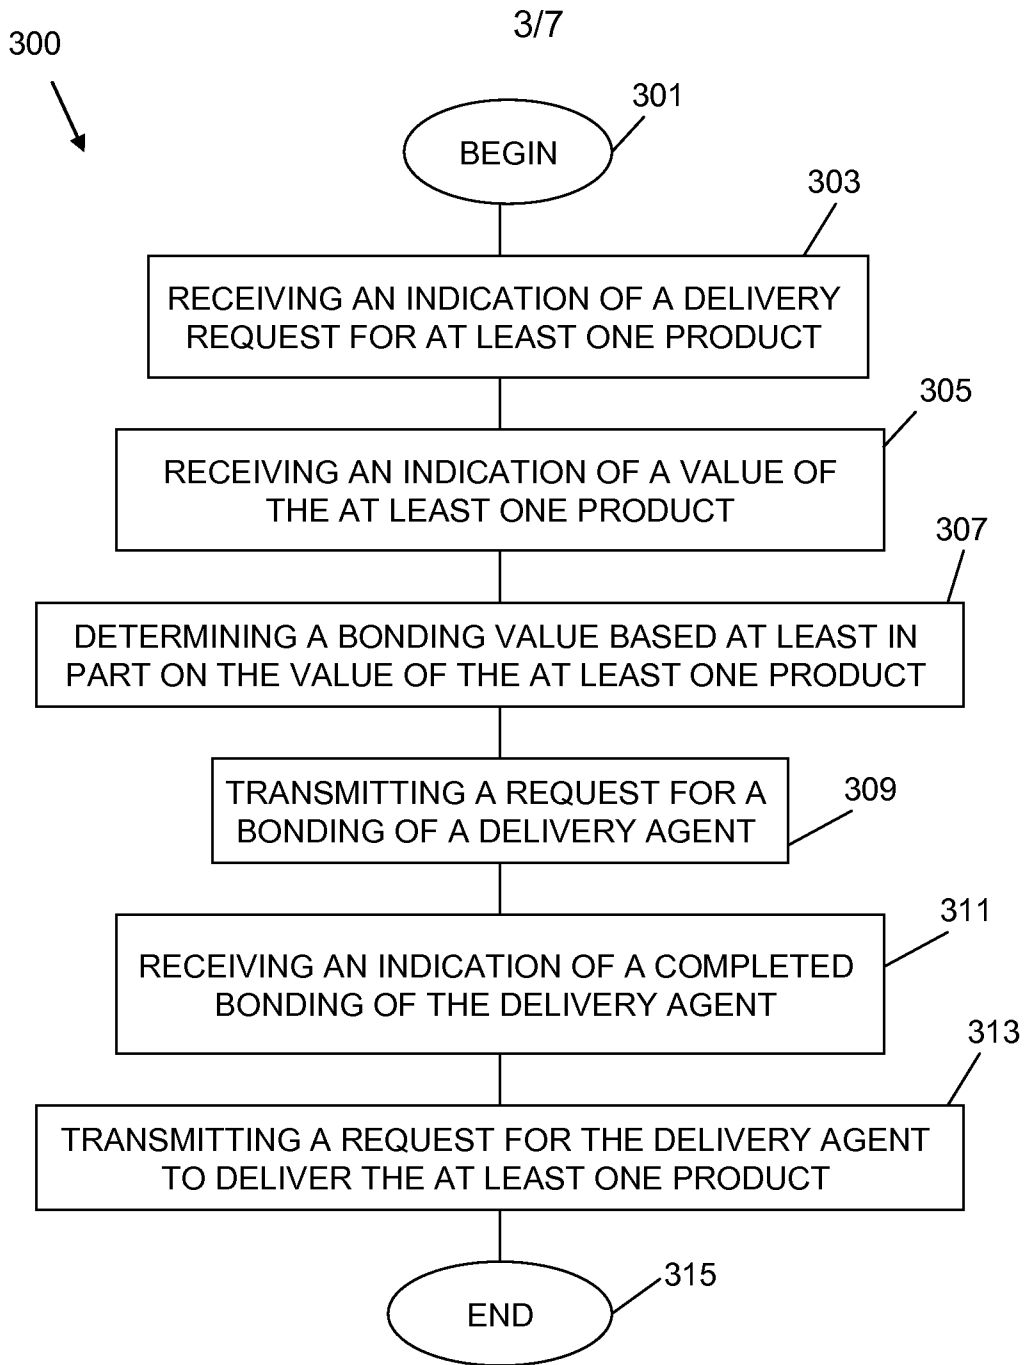 3/7
300
301
BEGIN
303
RECEIVING AN INDICATION OF A DELIVERY
REQUEST FOR AT LEAST ONE PRODUCT
305
RECEIVING AN INDICATION OF A VALUE OF
THE AT LEAST ONE PRODUCT
307
DETERMINING A BONDING VALUE BASED AT LEAST IN
PART ON THE VALUE OF THE AT LEAST ONE PRODUCT
309
TRANSMITTING A REQUEST FOR A
BONDING OF A DELIVERY AGENT
311
RECEIVING AN INDICATION OF A COMPLETED
BONDING OF THE DELIVERY AGENT
313
TRANSMITTING A REQUEST FOR THE DELIVERY AGENT
TO DELIVER THE AT LEAST ONE PRODUCT
315
END